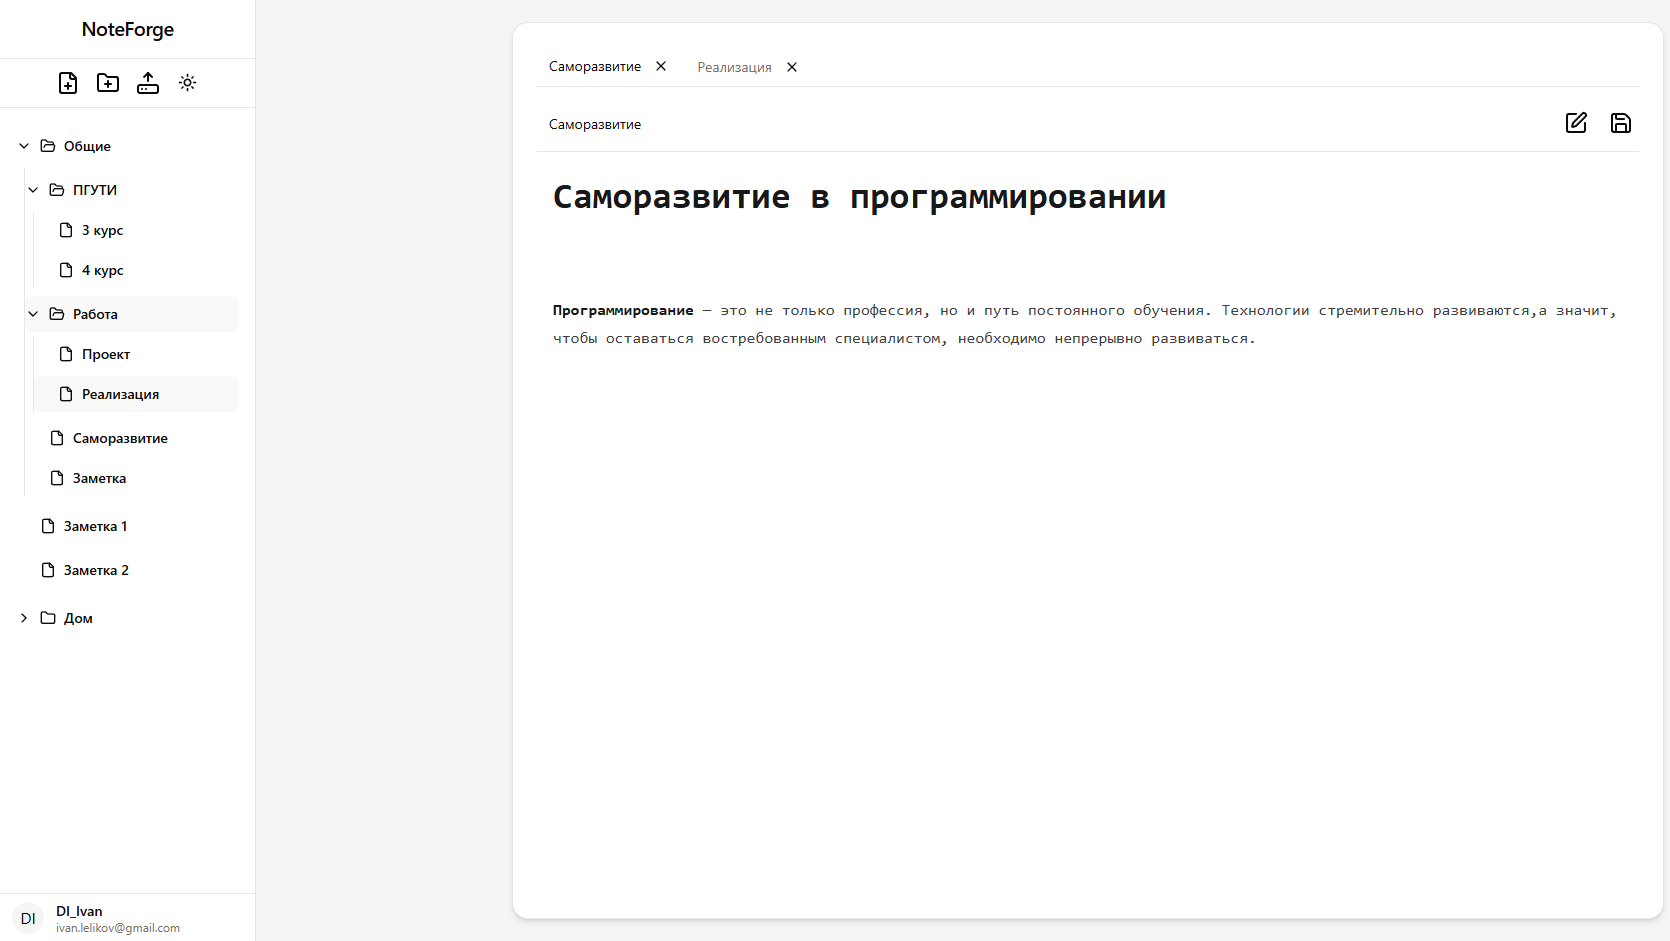 NoteForge
Общие
ПГУТИ
3 курс
4 курс
Работа
Проект
Реализация
Саморазвитие
Заметка
Заметка 1
Заметка 2
Дом
DI
DI_Ivan
ivan.lelikov@gmail.com
Саморазвитие Реализация
Саморазвитие
Саморазвитие в программировании
Программирование — это не только профессия, но и путь постоянного обучения. Технологии стремительно развиваются,а значит,
чтобы оставаться востребованным специалистом, необходимо непрерывно развиваться.